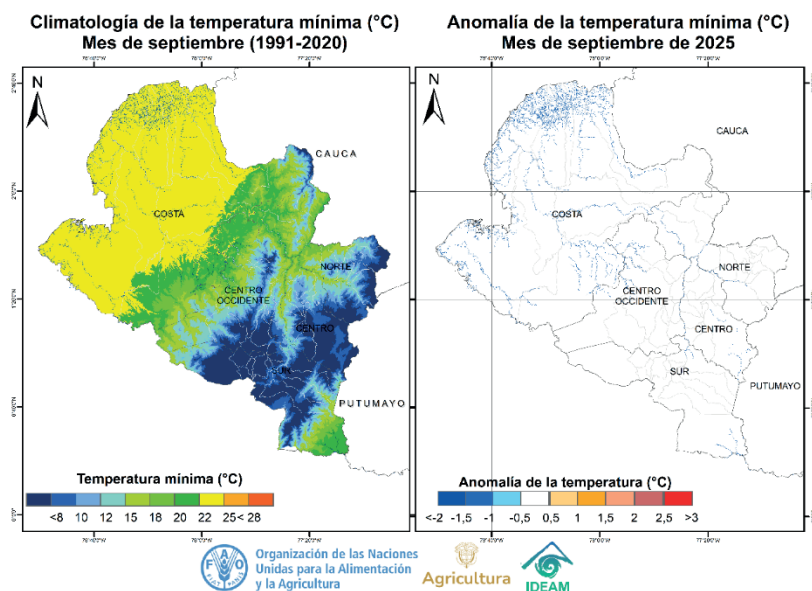 Climatología de la temperatura mínima (°C)
Mes de septiembre (1991-2020)
N
CAUCA
COSTA
NORTE
CENTRO
OCCIDENTE
CENTRO
SUR
PUTUMAYO
Temperatura mínima (°C)
<8 10 12 15 18 20 22 25< 28
Anomalía de la temperatura mínima (°C)
Mes de septiembre de 2025
N
CAUCA
COSTA
NORTE
CENTRO
OCCIDENTE
CENTRO
SUR
PUTUMAYO
Anomalía de la temperatura (°C)
<-2 -1,5 -1 -0,5 0,5 1 1,5 2 2,5 >3
FAO
FIAT PANIS
Organización de las Naciones
Unidas para la Alimentación
y la Agricultura
Agricultura
IDEAM